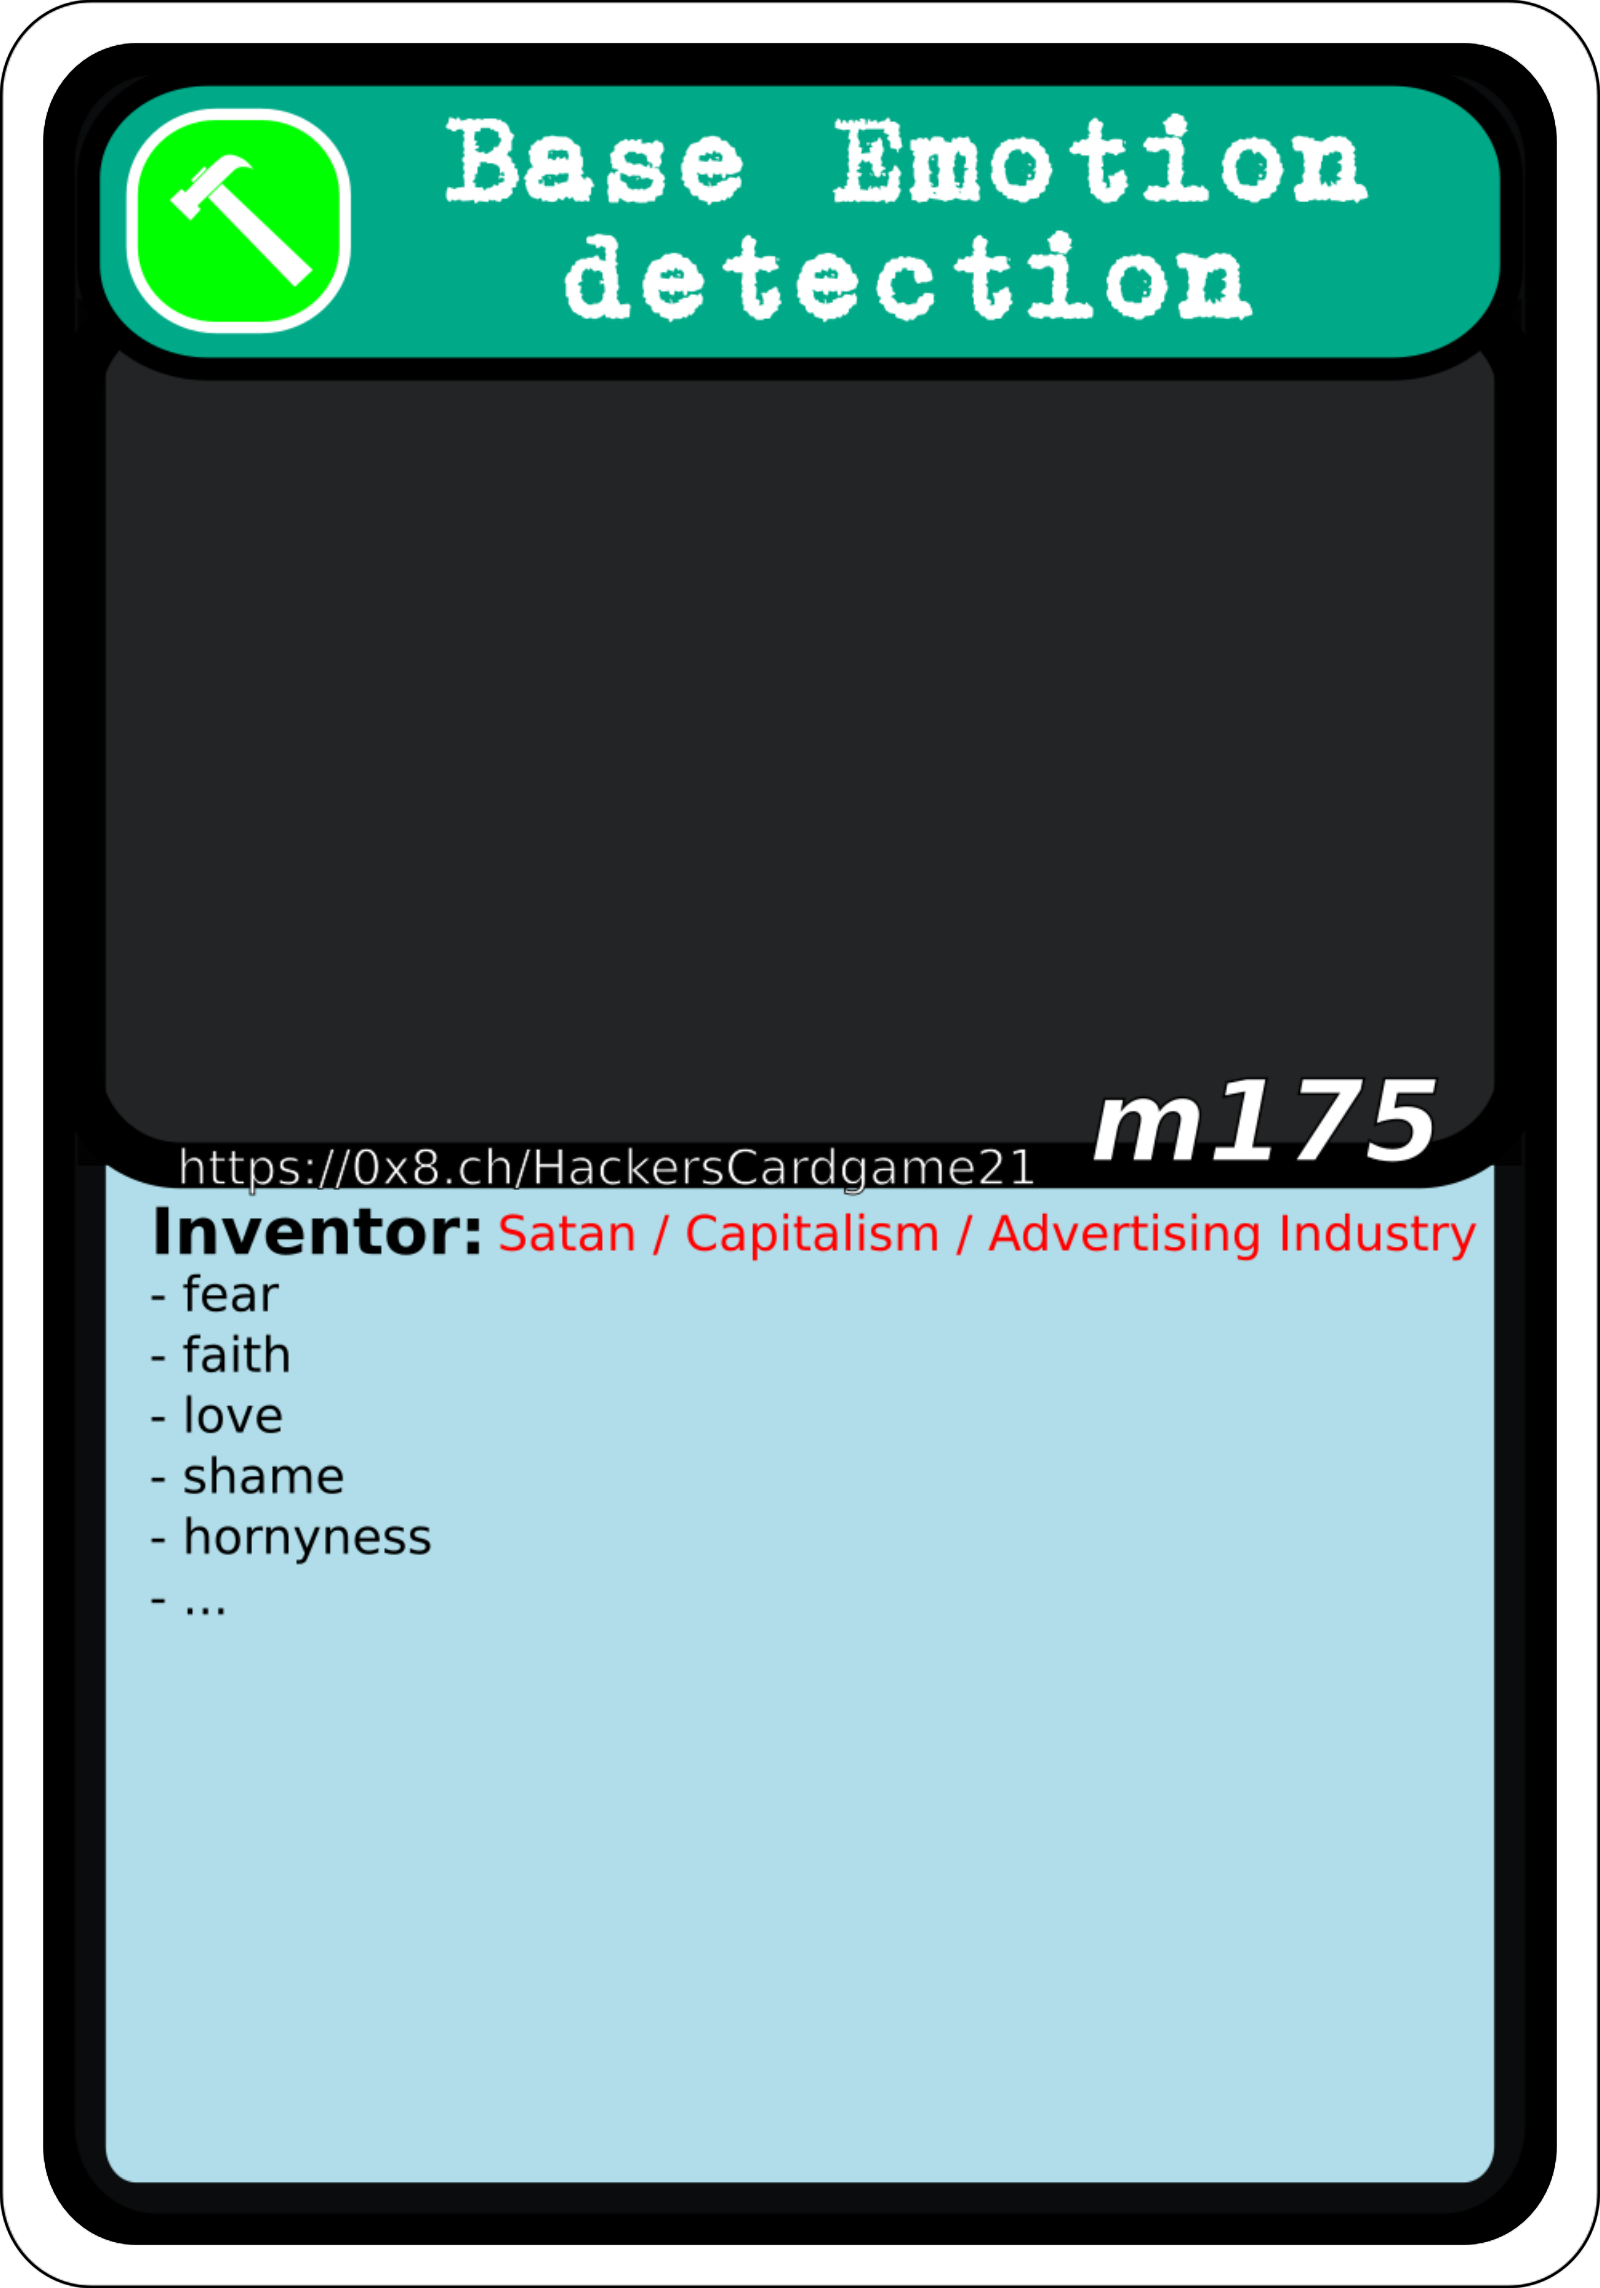 Base Emotion
detection
m175
https://0x8.ch/HackersCardgame21
Inventor: Satan / Capitalism / Advertising Industry
- fear
- faith
- love
- shame
- hornyness
- ...